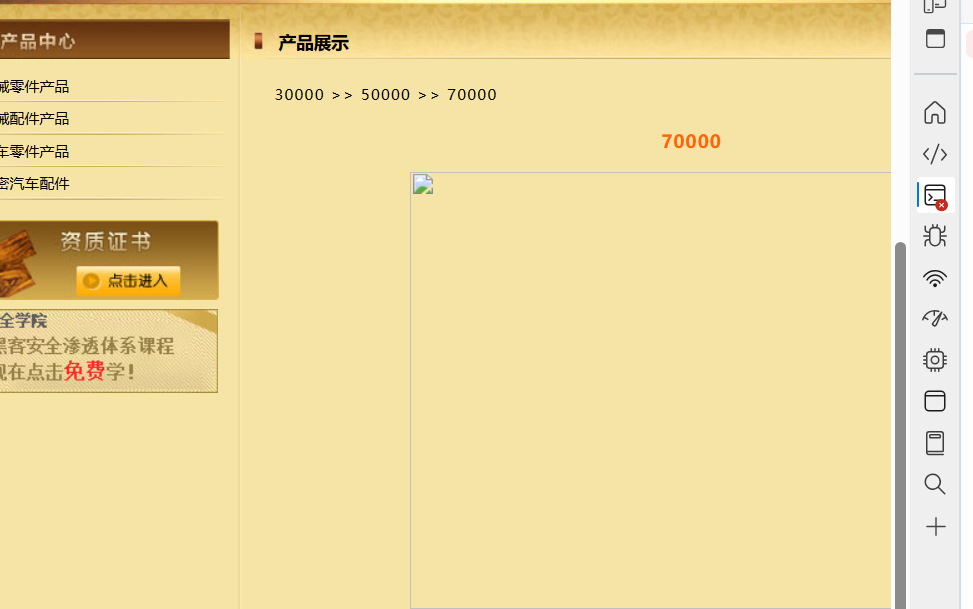 产品中心
械零件产品
械配件产品
车零件产品
密汽车配件
资质证书
点击进入
全学院
黑客安全渗透体系课程
现在点击免费学!
产品展示
30000 >> 50000 >> 70000
70000